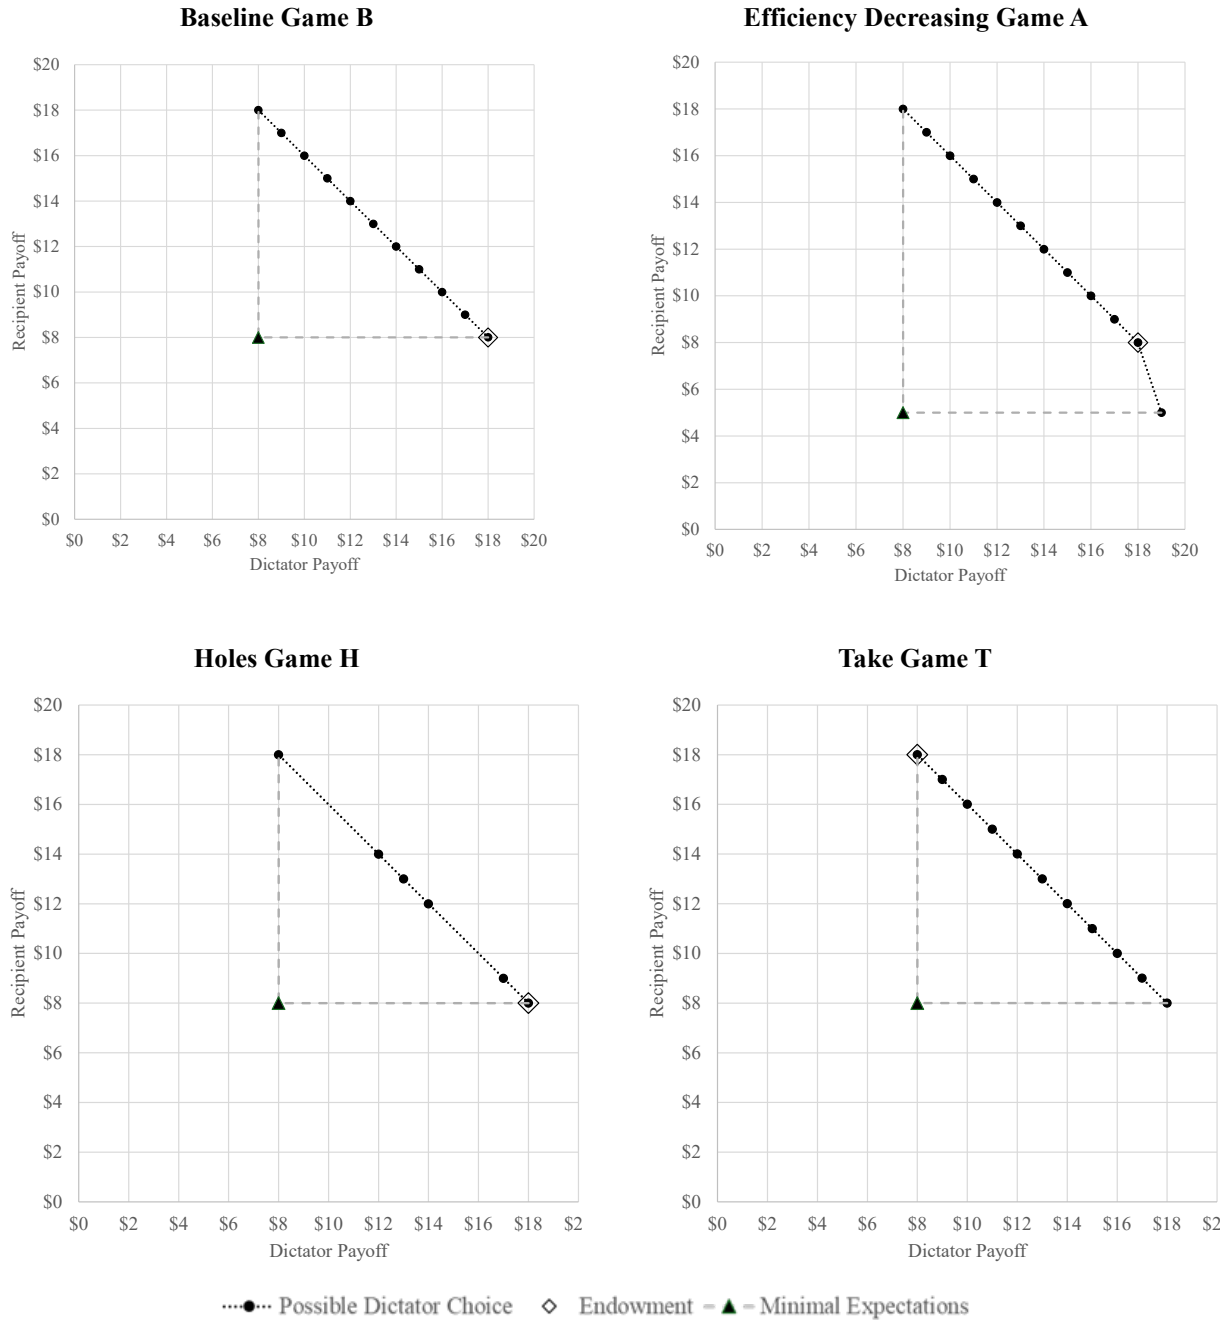 Baseline Game B
$20
$18
$16
$14
$12
$10
$8
$6
$4
$2
$0
Recipient Payoff
$0 $2 $4 $6 $8 $10 $12 $14 $16 $18 $20
Dictator Payoff
Efficiency Decreasing Game A
$20
$18
$16
$14
$12
$10
$8
$6
$4
$2
$0
Recipient Payoff
$0 $2 $4 $6 $8 $10 $12 $14 $16 $18 $20
Dictator Payoff
Holes Game H
$20
$18
$16
$14
$12
$10
$8
$6
$4
$2
$0
Recipient Payoff
$0 $2 $4 $6 $8 $10 $12 $14 $16 $18 $2
Dictator Payoff
Take Game T
$20
$18
$16
$14
$12
$10
$8
$6
$4
$2
$0
Recipient Payoff
$0 $2 $4 $6 $8 $10 $12 $14 $16 $18 $2
Dictator Payoff
Possible Dictator Choice Endowment Minimal Expectations